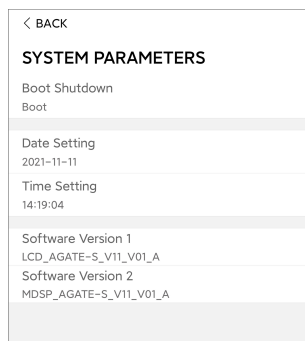 < BACK
SYSTEM PARAMETERS
Boot Shutdown
Boot
Date Setting
2021-11-11
Time Setting
14:19:04
Software Version 1
LCD_AGATE-S_V11_V01_A
Software Version 2
MDSP_AGATE-S_V11_V01_A